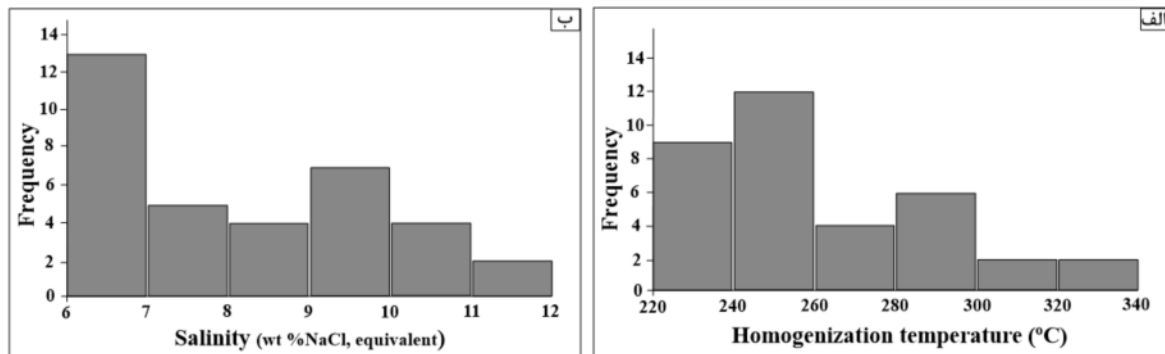 ب
14
12
10
8
6
4
2
0
Frequency
6 7 8 9 10 11 12
Salinity (wt %NaCl, equivalent)
الف
14
12
10
8
6
4
2
0
Frequency
220 240 260 280 300 320 340
Homogenization temperature (ºC)